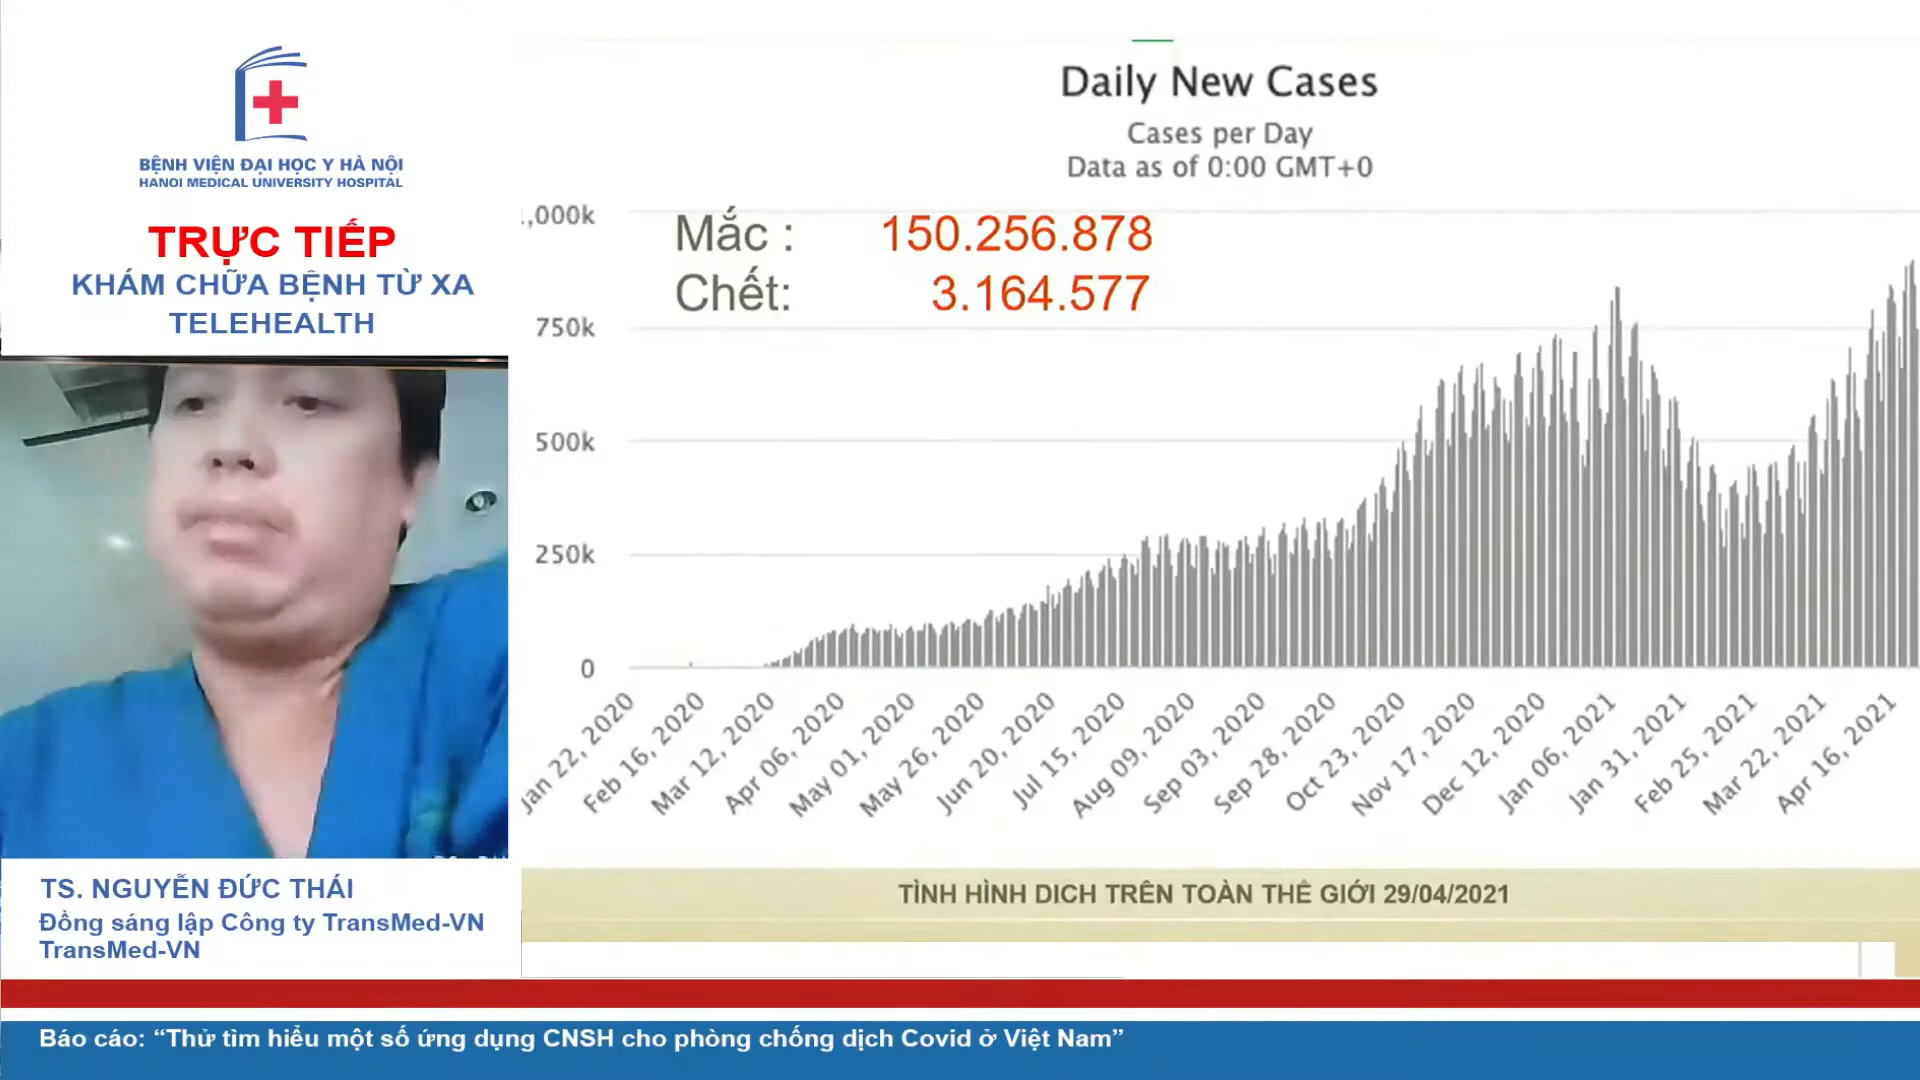 BỆNH VIỆN ĐẠI HỌC Y HÀ NỘI
HANOI MEDICAL UNIVERSITY HOSPITAL
TRỰC TIẾP
KHÁM CHỮA BỆNH TỪ XA
TELEHEALTH
TS. NGUYỄN ĐỨC THÁI
Đồng sáng lập Công ty TransMed-VN
TransMed-VN
Daily New Cases
Cases per Day
Data as of 0:00 GMT+0
Mắc : 150.256.878
Chết: 3.164.577
1,000k
750k
500k
250k
0
Jan 22, 2020
Feb 16, 2020
Mar 12, 2020
Apr 06, 2020
May 01, 2020
May 26, 2020
Jun 20, 2020
Jul 15, 2020
Aug 09, 2020
Sep 03, 2020
Sep 28, 2020
Oct 23, 2020
Nov 17, 2020
Dec 12, 2020
Jan 06, 2021
Jan 31, 2021
Feb 25, 2021
Mar 22, 2021
Apr 16, 2021
TÌNH HÌNH DICH TRÊN TOÀN THẾ GIỚI 29/04/2021
Báo cáo: “Thử tìm hiểu một số ứng dụng CNSH cho phòng chống dịch Covid ở Việt Nam”